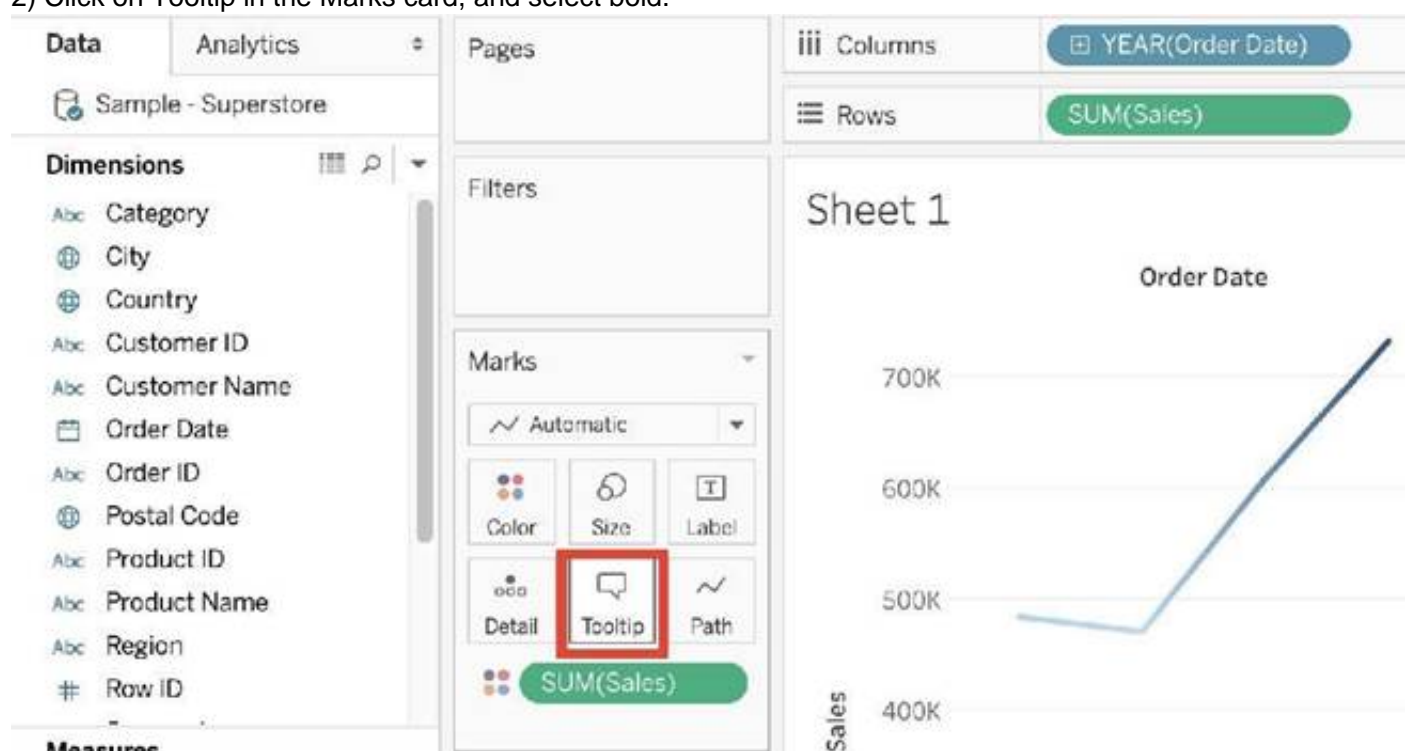 2) Click on Tooltip in the Marks card, and select bold.
Data Analytics
Sample - Superstore
Dimensions
Abc Category
City
Country
Abc Customer ID
Abc Customer Name
Order Date
Abc Order ID
Postal Code
Abc Product ID
Abc Product Name
Abc Region
# Row ID
Measures
Pages
Filters
Marks
Automatic
Color Size Label
Detail Tooltip Path
SUM(Sales)
iii Columns YEAR(Order Date)
Rows SUM(Sales)
Sheet 1
Order Date
700K
600K
500K
400K
Sales